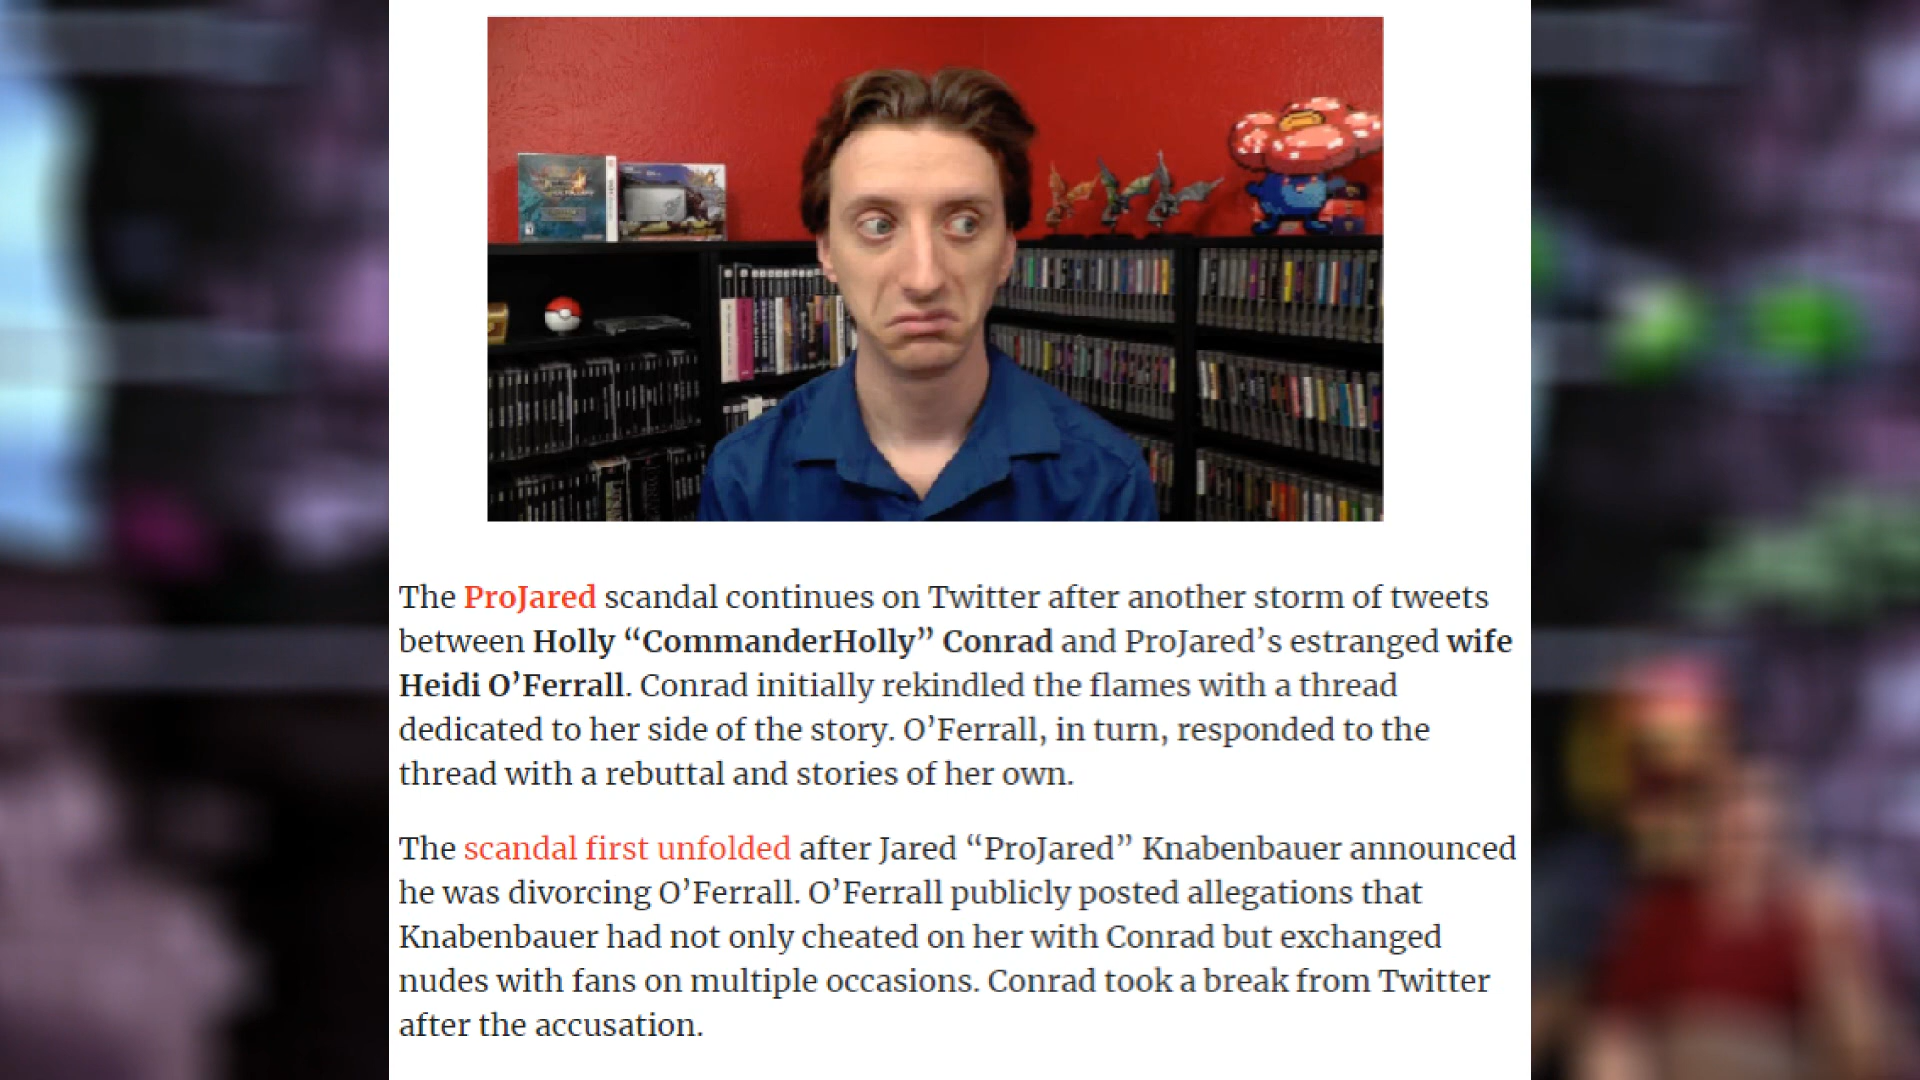 The ProJared scandal continues on Twitter after another storm of tweets
between Holly “CommanderHolly” Conrad and ProJared’s estranged wife
Heidi O’Ferrall. Conrad initially rekindled the flames with a thread
dedicated to her side of the story. O’Ferrall, in turn, responded to the
thread with a rebuttal and stories of her own.
The scandal first unfolded after Jared “ProJared” Knabenbauer announced
he was divorcing O’Ferrall. O’Ferrall publicly posted allegations that
Knabenbauer had not only cheated on her with Conrad but exchanged
nudes with fans on multiple occasions. Conrad took a break from Twitter
after the accusation.